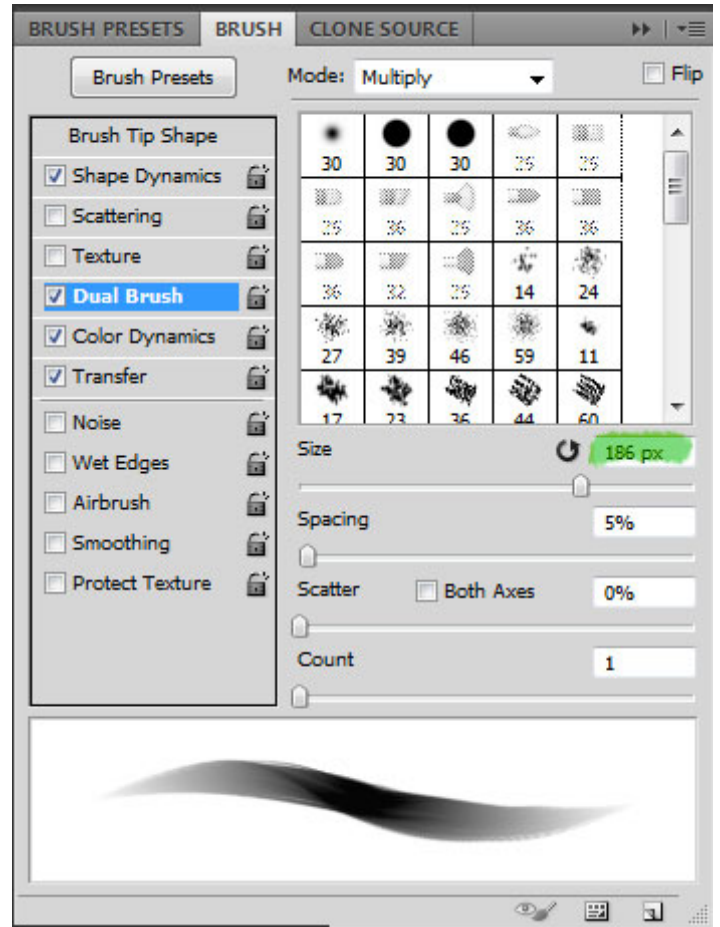 BRUSH PRESETS BRUSH CLONE SOURCE
Brush Presets Mode: Multiply Flip
Brush Tip Shape
Shape Dynamics
Scattering
Texture
Dual Brush
Color Dynamics
Transfer
Noise
Wet Edges
Airbrush
Smoothing
Protect Texture
30 30 30 25 25
25 36 25 36 36
36 32 25 14 24
27 39 46 59 11
17 23 36 44 60
Size 186 px
Spacing 5%
Scatter Both Axes 0%
Count 1